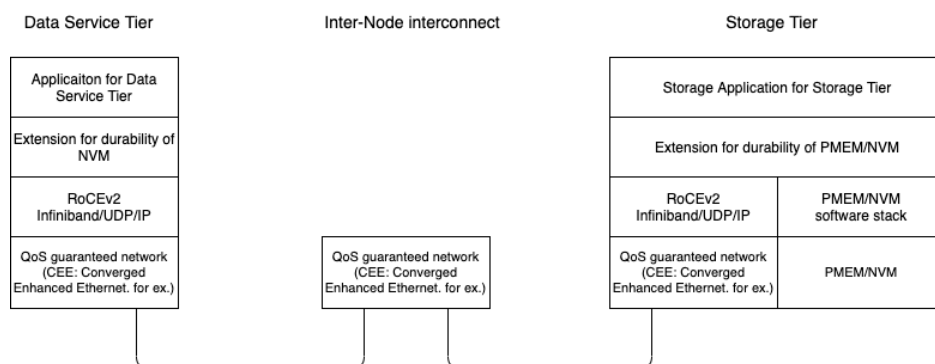 Data Service Tier
Inter-Node interconnect
Storage Tier
Applicaiton for Data
Service Tier
Extension for durability of
NVM
RoCEv2
Infiniband/UDP/IP
QoS guaranteed network
(CEE: Converged
Enhanced Ethernet. for ex.)
QoS guaranteed network
(CEE: Converged
Enhanced Ethernet. for ex.)
Storage Application for Storage Tier
Extension for durability of PMEM/NVM
RoCEv2
Infiniband/UDP/IP
PMEM/NVM
software stack
QoS guaranteed network
(CEE: Converged
Enhanced Ethernet. for ex.)
PMEM/NVM